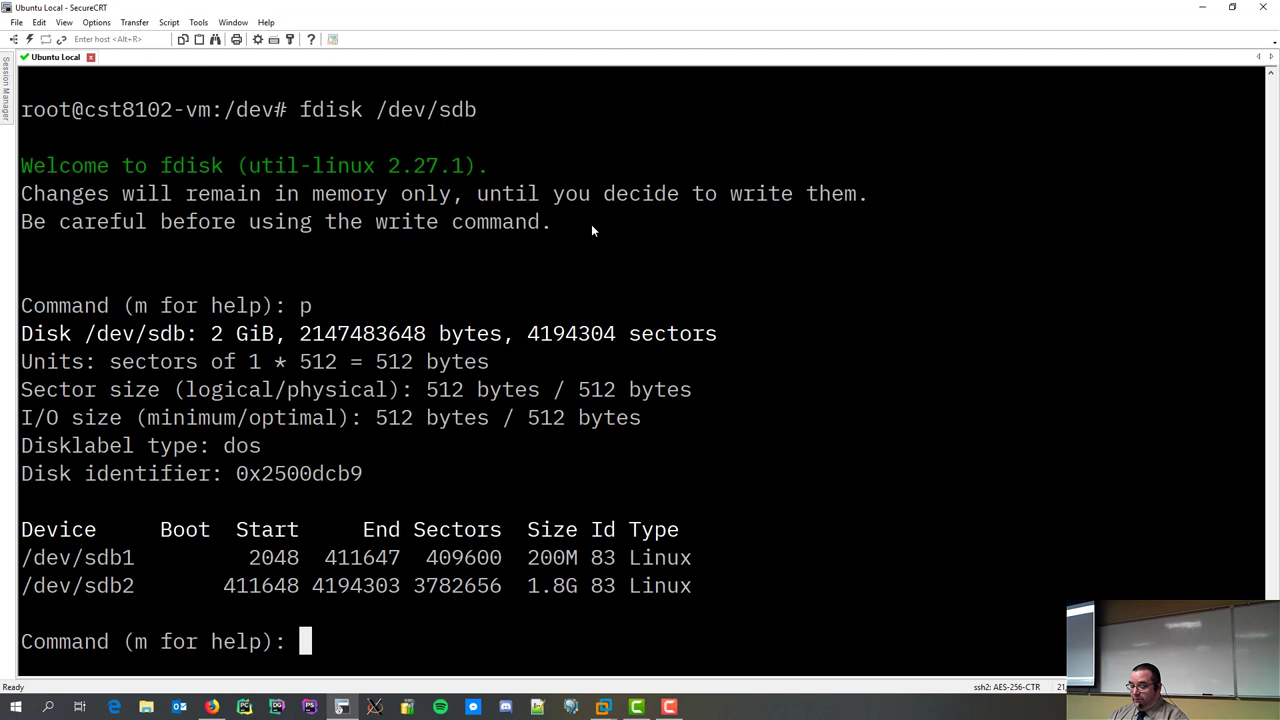 Ubuntu Local - SecureCRT
File Edit View Options Transfer Script Tools Window Help
Enter host <Alt+R>
Ubuntu Local
Session Manager
root@cst8102-vm:/dev# fdisk /dev/sdb
Welcome to fdisk (util-linux 2.27.1).
Changes will remain in memory only, until you decide to write them.
Be careful before using the write command.
Command (m for help): p
Disk /dev/sdb: 2 GiB, 2147483648 bytes, 4194304 sectors
Units: sectors of 1 * 512 = 512 bytes
Sector size (logical/physical): 512 bytes / 512 bytes
I/O size (minimum/optimal): 512 bytes / 512 bytes
Disklabel type: dos
Disk identifier: 0x2500dcb9
Device Boot Start End Sectors Size Id Type
/dev/sdb1 2048 411647 409600 200M 83 Linux
/dev/sdb2 411648 4194303 3782656 1.8G 83 Linux
Command (m for help):
Ready ssh2: AES-256-CTR